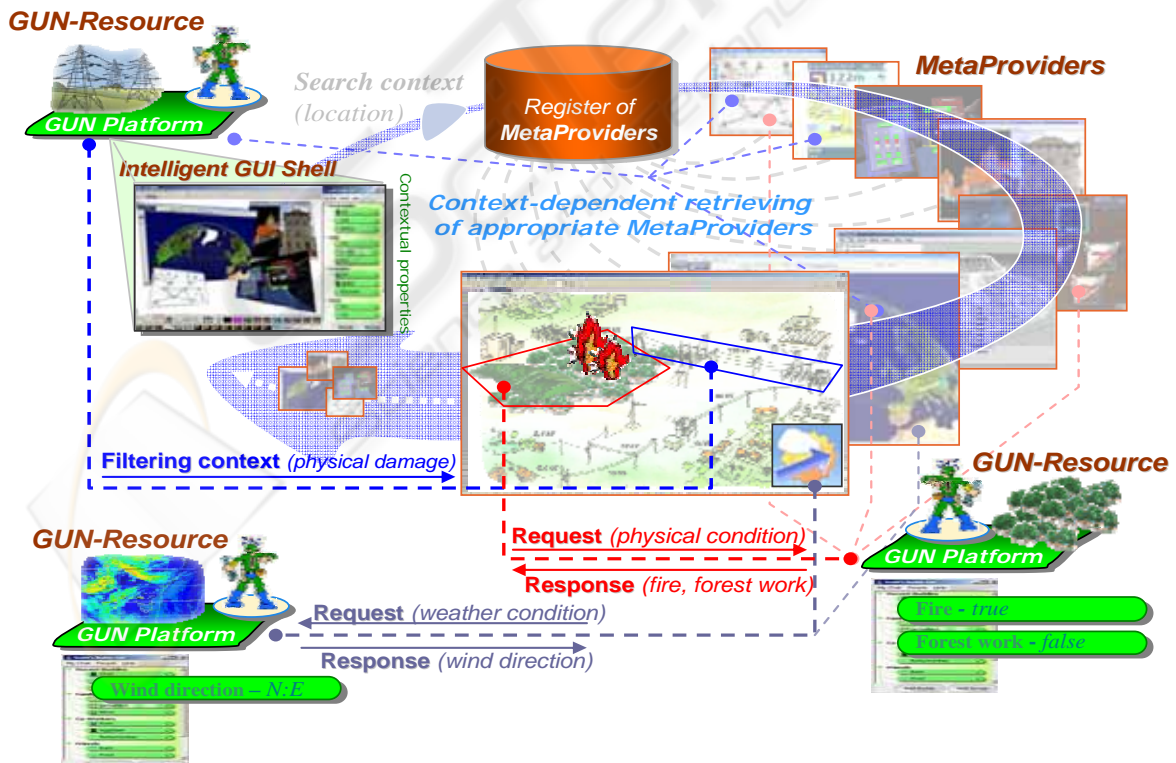 GUN-Resource
GUN Platform
Search context
(location)
Register of
MetaProviders
MetaProviders
122m
Intelligent GUI Shell
Contextual properties
Context-dependent retrieving
of appropriate MetaProviders
Filtering context (physical damage)
GUN-Resource
GUN Platform
Request (physical condition)
Response (fire, forest work)
Fire - true
Forest work - false
GUN-Resource
GUN Platform
Request (weather condition)
Response (wind direction)
Wind direction – N:E